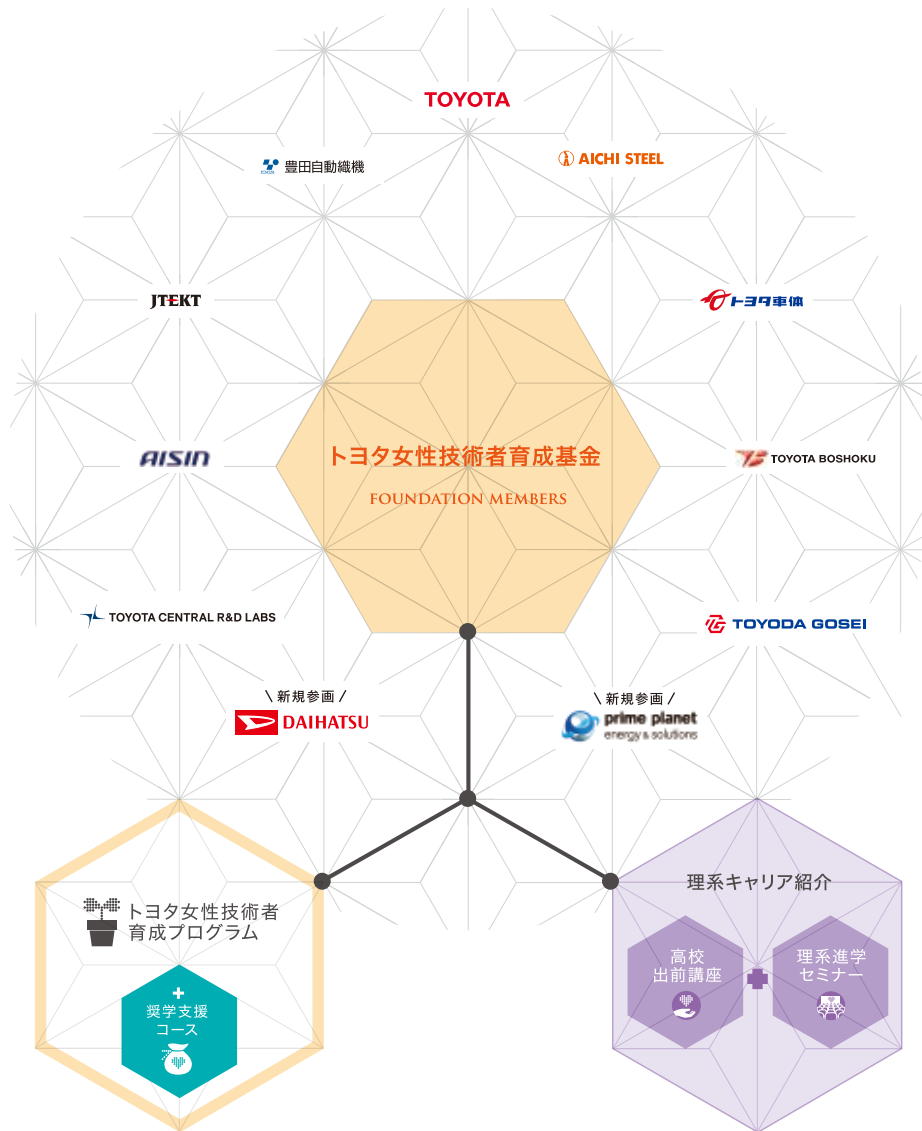 TOYOTA
豊田自動織機
AICHI STEEL
JTEKT
トヨタ車体
トヨタ女性技術者育成基金
FOUNDATION MEMBERS
AISIN
TOYOTA BOSHOKU
TOYOTA CENTRAL R&D LABS
TOYODA GOSEI
\ 新規参画 /
DAIHATSU
\ 新規参画 /
prime planet
energy & solutions
トヨタ女性技術者
育成プログラム
+
奨学支援
コース
理系キャリア紹介
高校
出前講座
理系進学
セミナー